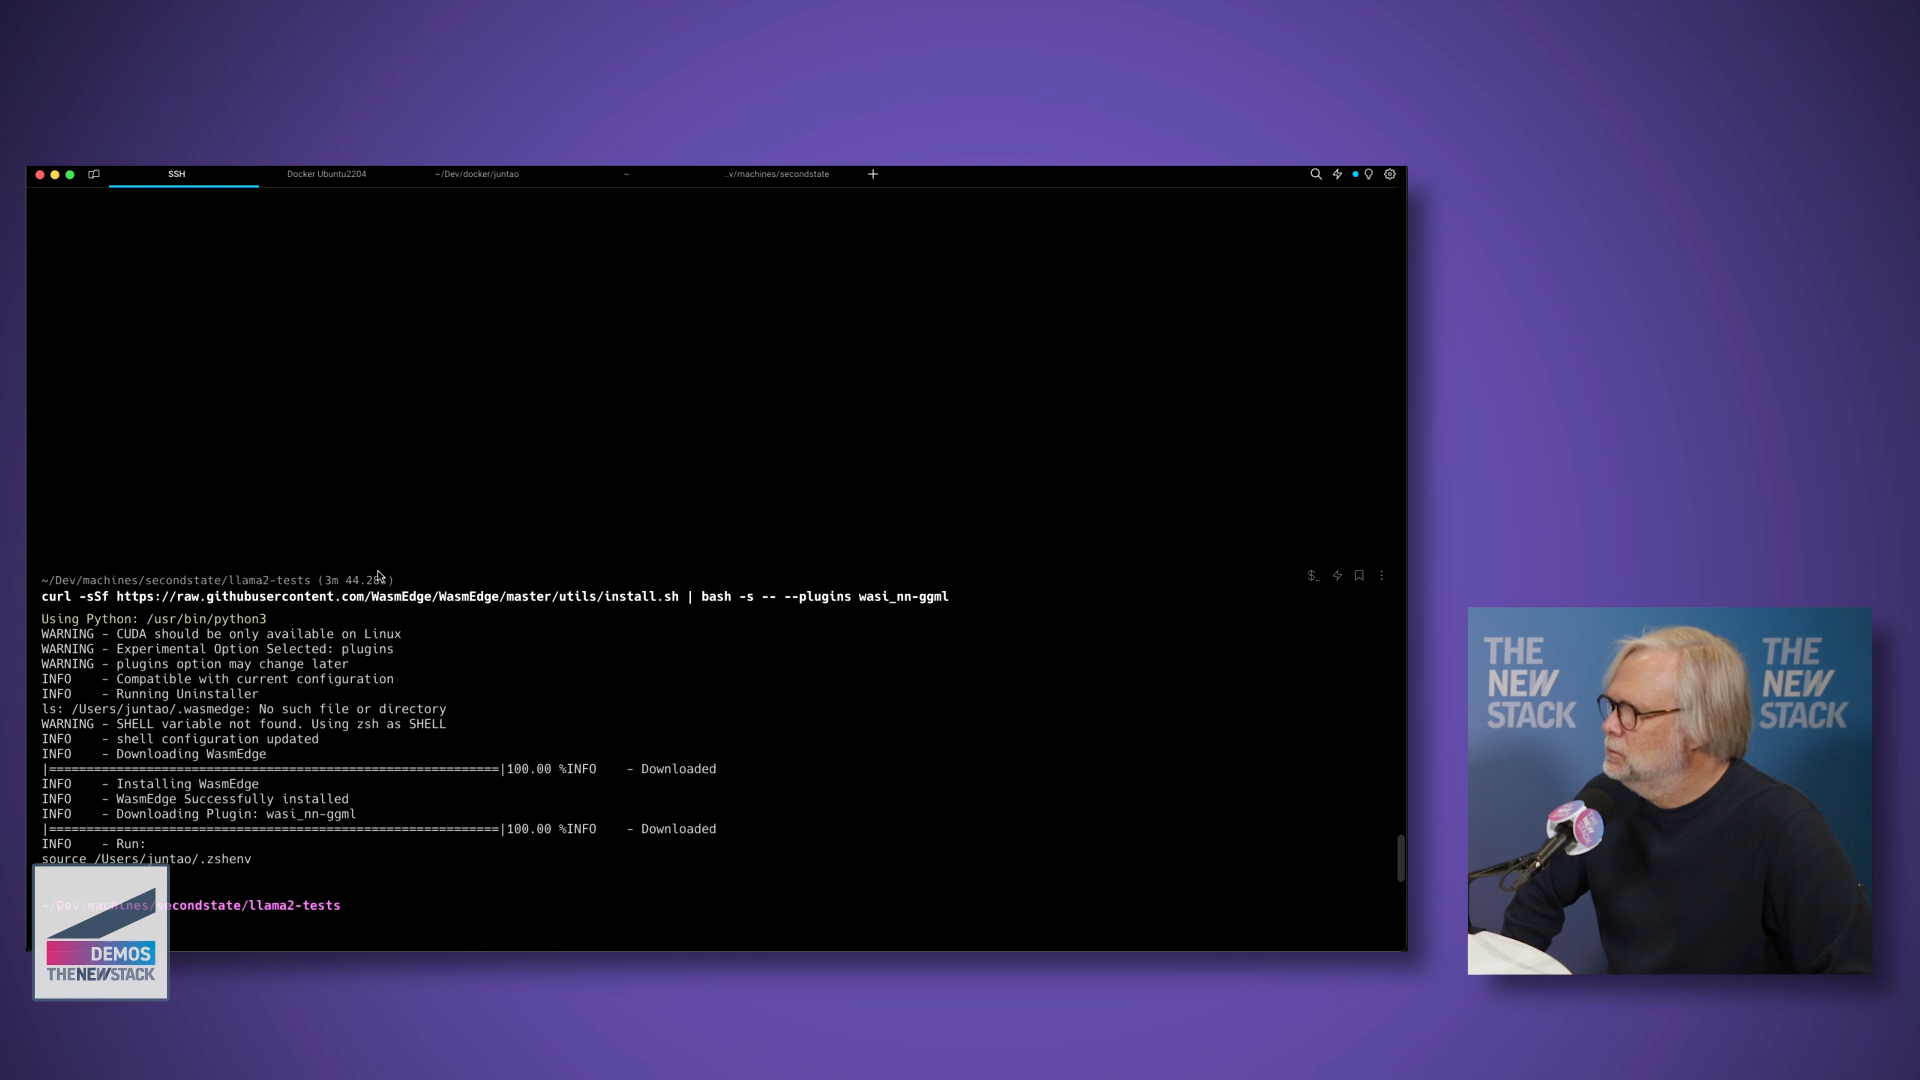 SSH
Docker Ubuntu2204
~/Dev/docker/juntao
~
..v/machines/secondstate
~/Dev/machines/secondstate/llama2-tests (3m 44.28s)
curl -sSf https://raw.githubusercontent.com/WasmEdge/WasmEdge/master/utils/install.sh | bash -s -- --plugins wasi_nn-ggml
Using Python: /usr/bin/python3
WARNING - CUDA should be only available on Linux
WARNING - Experimental Option Selected: plugins
WARNING - plugins option may change later
INFO    - Compatible with current configuration
INFO    - Running Uninstaller
ls: /Users/juntao/.wasmedge: No such file or directory
WARNING - SHELL variable not found. Using zsh as SHELL
INFO    - shell configuration updated
INFO    - Downloading WasmEdge
|============================================================|100.00 %INFO    - Downloaded
INFO    - Installing WasmEdge
INFO    - WasmEdge Successfully installed
INFO    - Downloading Plugin: wasi_nn-ggml
|============================================================|100.00 %INFO    - Downloaded
INFO    - Run:
source /Users/juntao/.zshenv
~/Dev/machines/secondstate/llama2-tests
DEMOS
THENEWSTACK
THE
NEW
STACK
THE
NEW
STACK